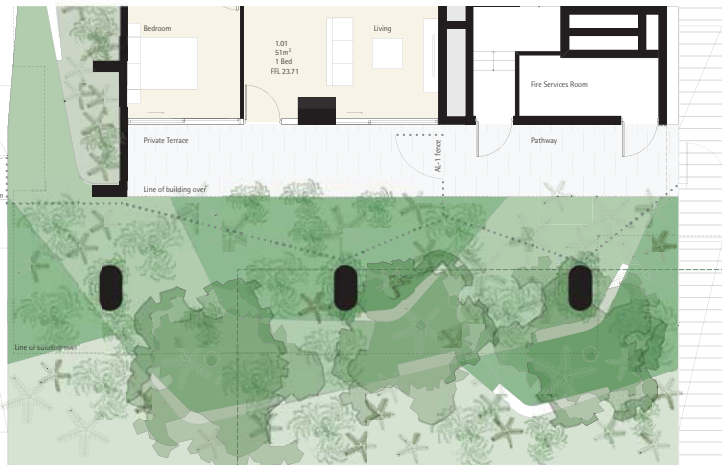 Bedroom
Living
1.01
51m²
1 Bed
FFL 23.71
Fire Services Room
Private Terrace
AL-1 fence
Pathway
Line of building over
Line of building